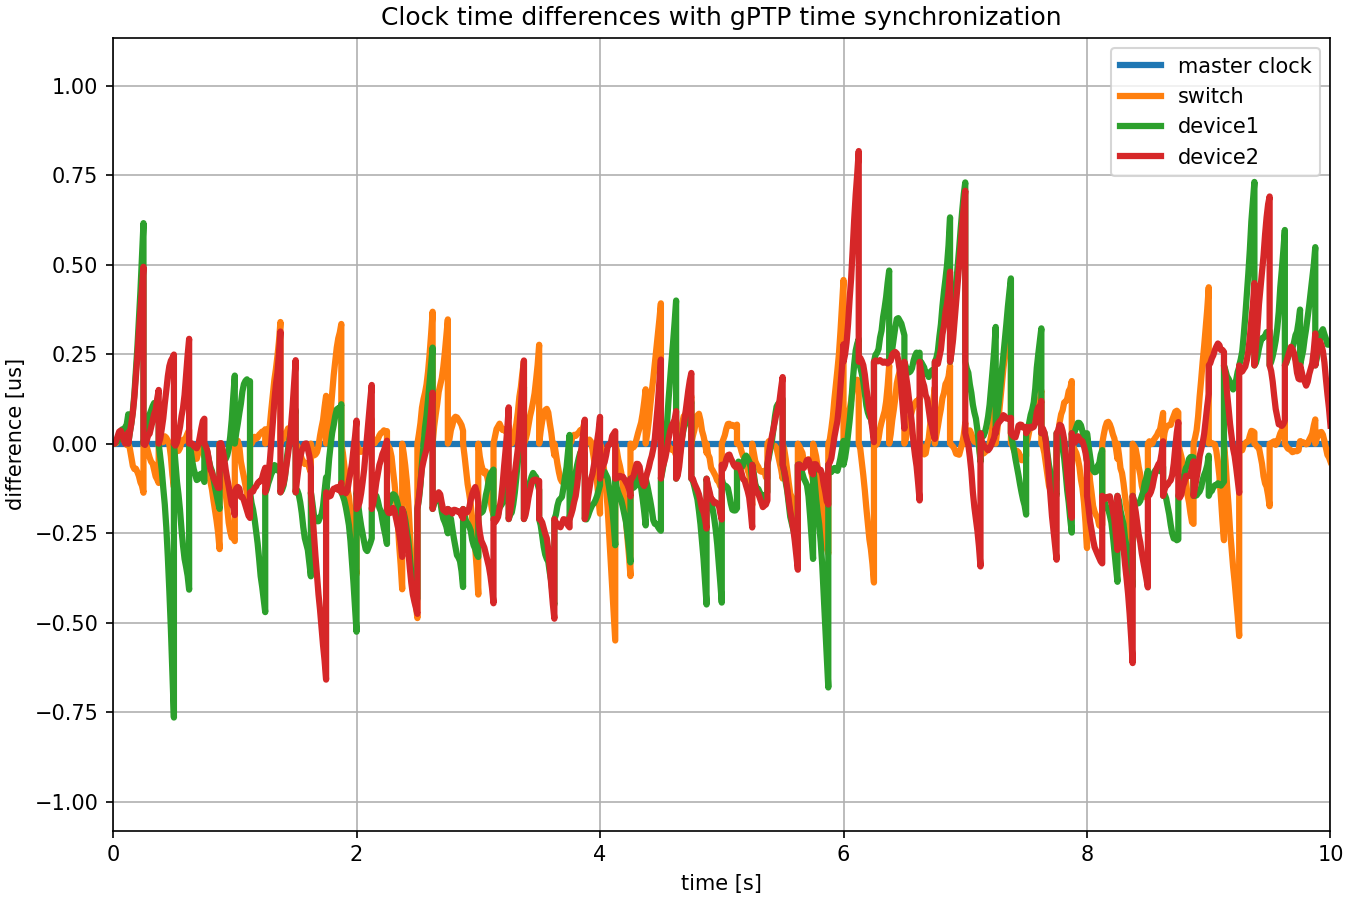 Clock time differences with gPTP time synchronization
master clock
switch
device1
device2
difference [us]
1.00
0.75
0.50
0.25
0.00
−0.25
−0.50
−0.75
−1.00
0 2 4 6 8 10
time [s]